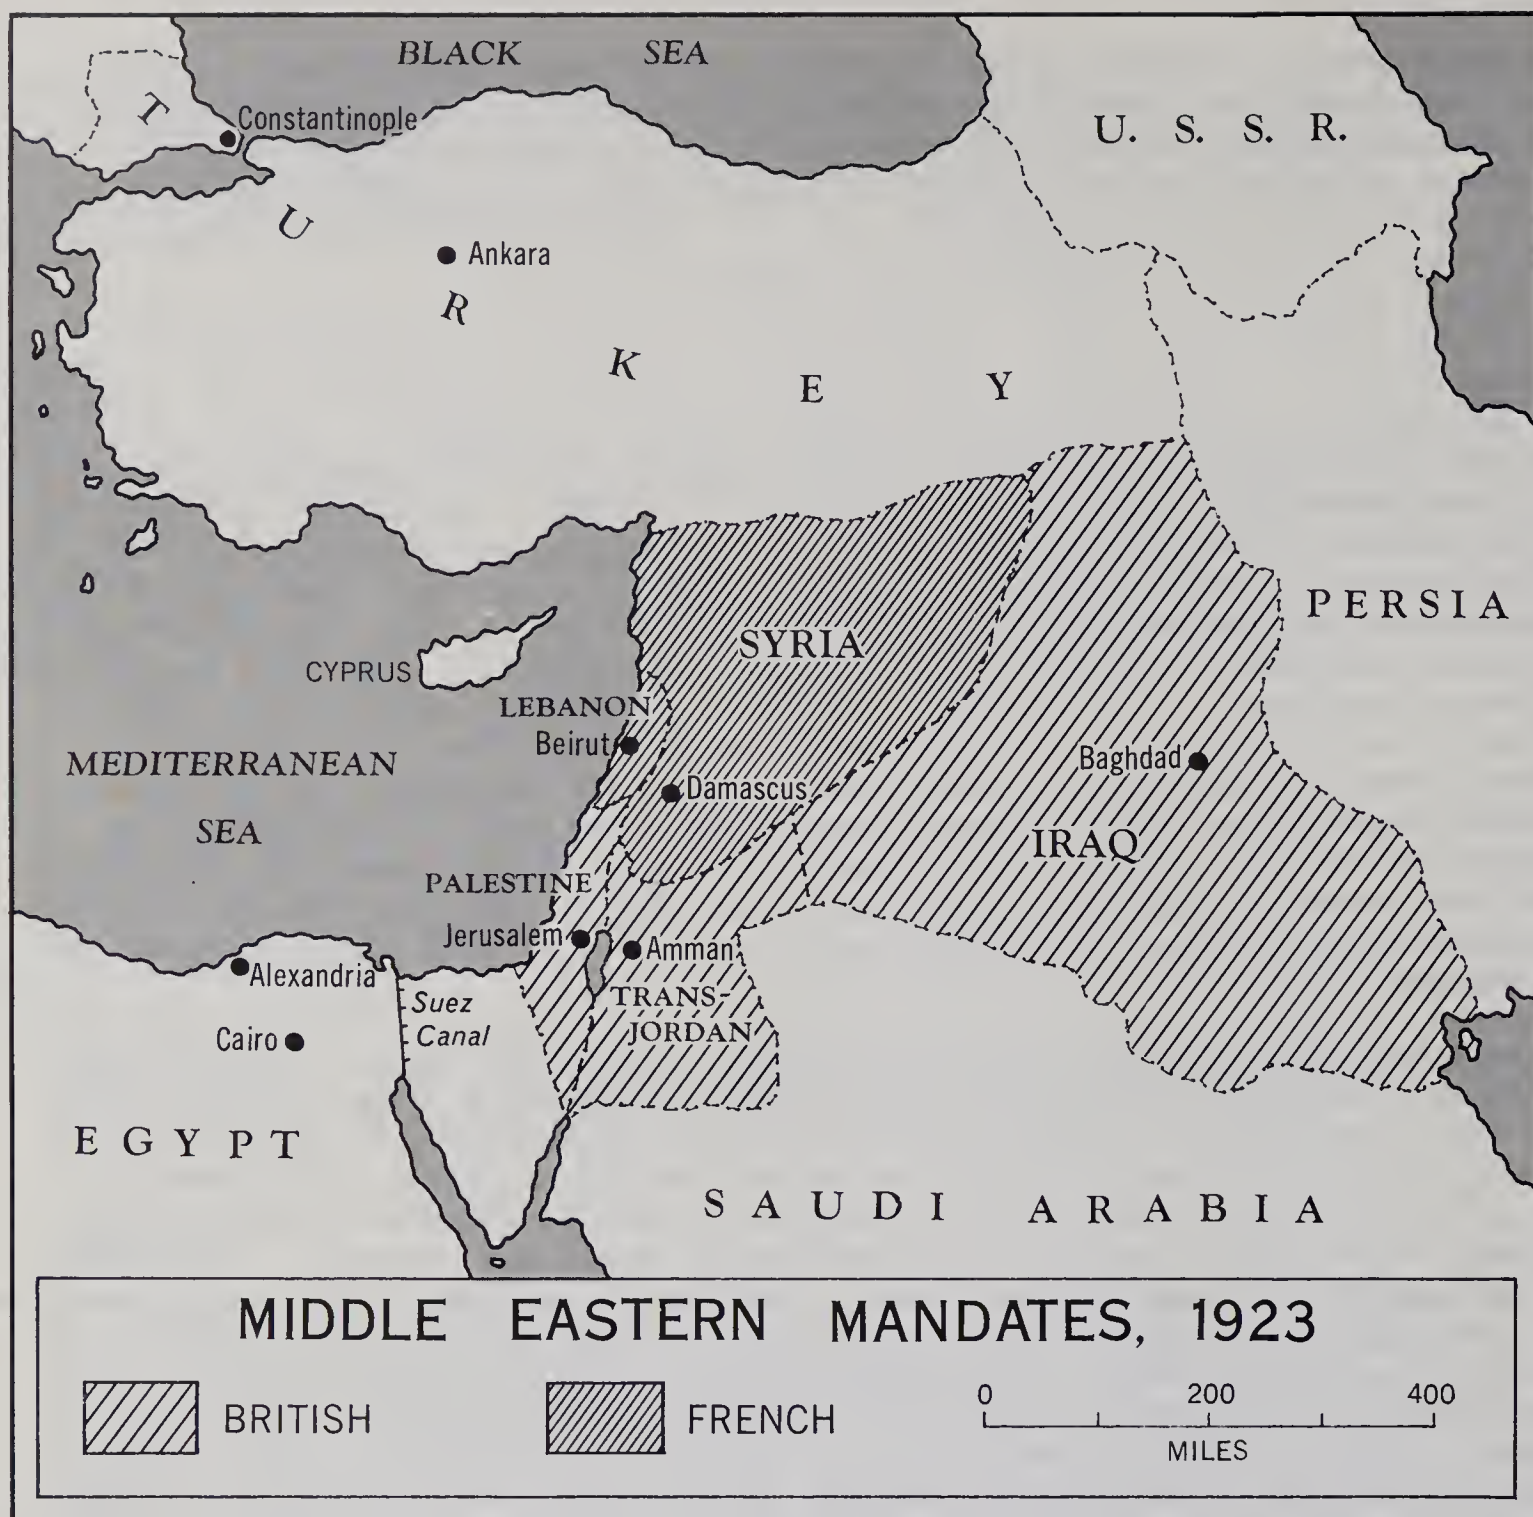 BLACK SEA
Constantinople
U. S. S. R.
T U R K E Y
Ankara
PERSIA
SYRIA
CYPRUS
LEBANON
Beirut
MEDITERRANEAN
SEA
Damascus
Baghdad
IRAQ
PALESTINE
Jerusalem
Amman
Alexandria
TRANS-
JORDAN
Suez
Canal
Cairo
EGYPT
SAUDI ARABIA
MIDDLE EASTERN MANDATES, 1923
BRITISH
FRENCH
0 200 400
MILES